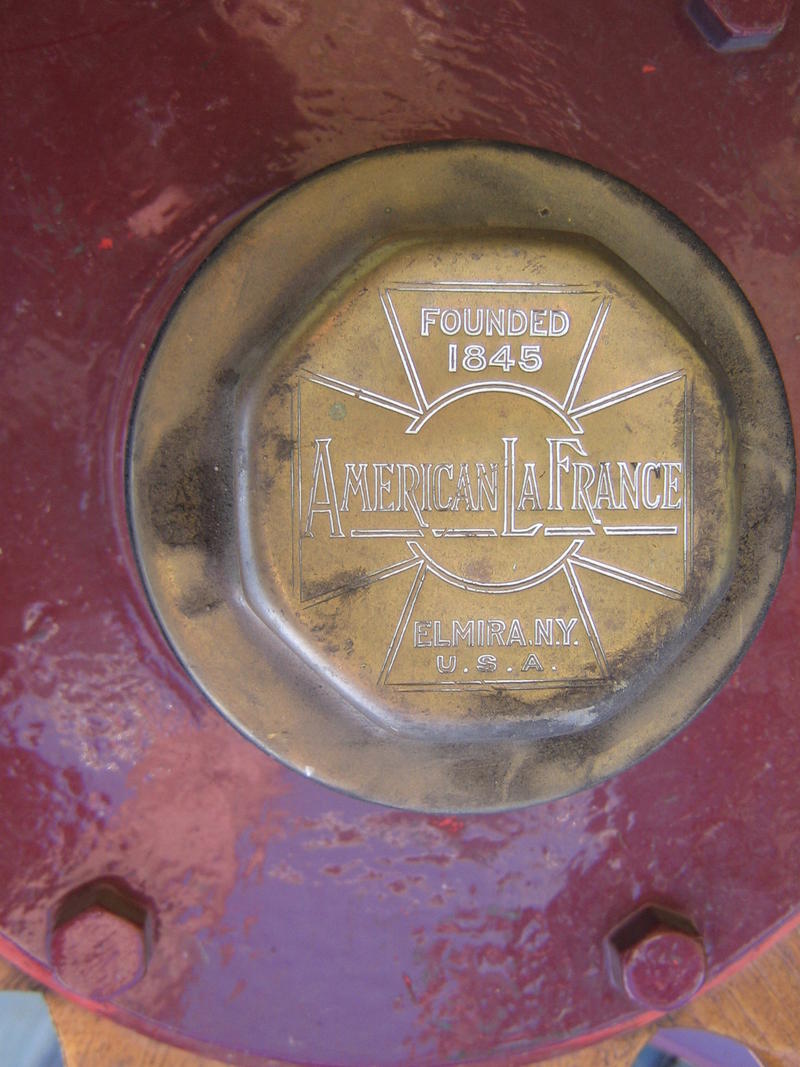 FOUNDED
1845
AMERICAN LAFRANCE
ELMIRA.N.Y.
U.S.A.